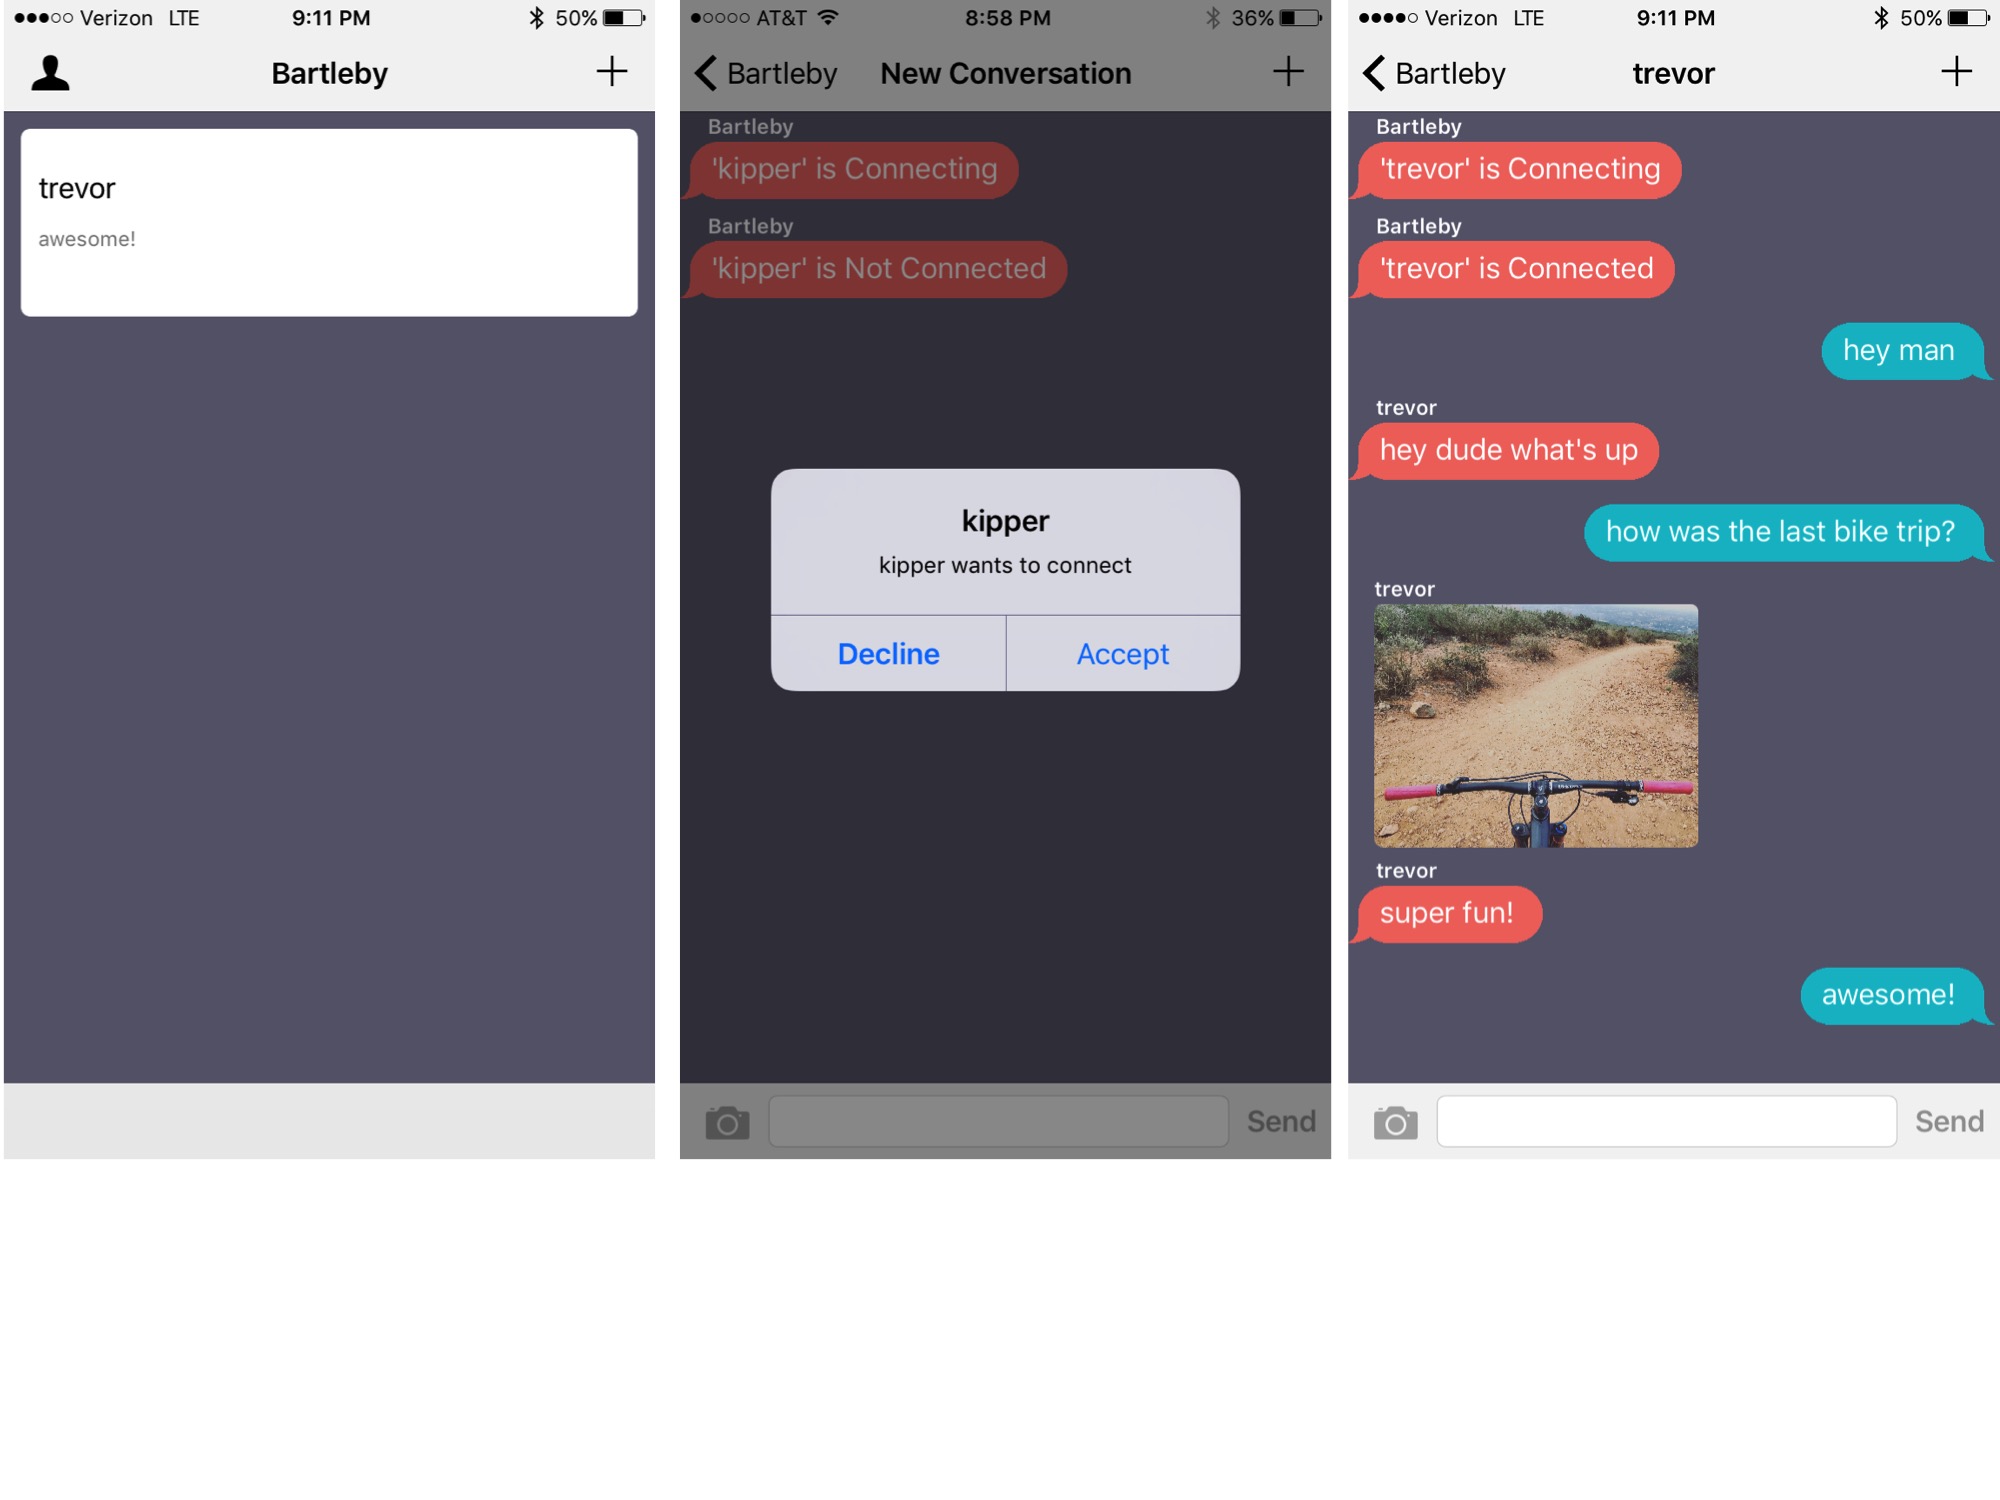 Verizon LTE 9:11 PM 50%
Bartleby
trevor
awesome!
AT&T 8:58 PM 36%
Bartleby New Conversation
Bartleby
'kipper' is Connecting
Bartleby
'kipper' is Not Connected
kipper
kipper wants to connect
Decline Accept
Send
Verizon LTE 9:11 PM 50%
Bartleby trevor
Bartleby
'trevor' is Connecting
Bartleby
'trevor' is Connected
hey man
trevor
hey dude what's up
how was the last bike trip?
trevor
trevor
super fun!
awesome!
Send